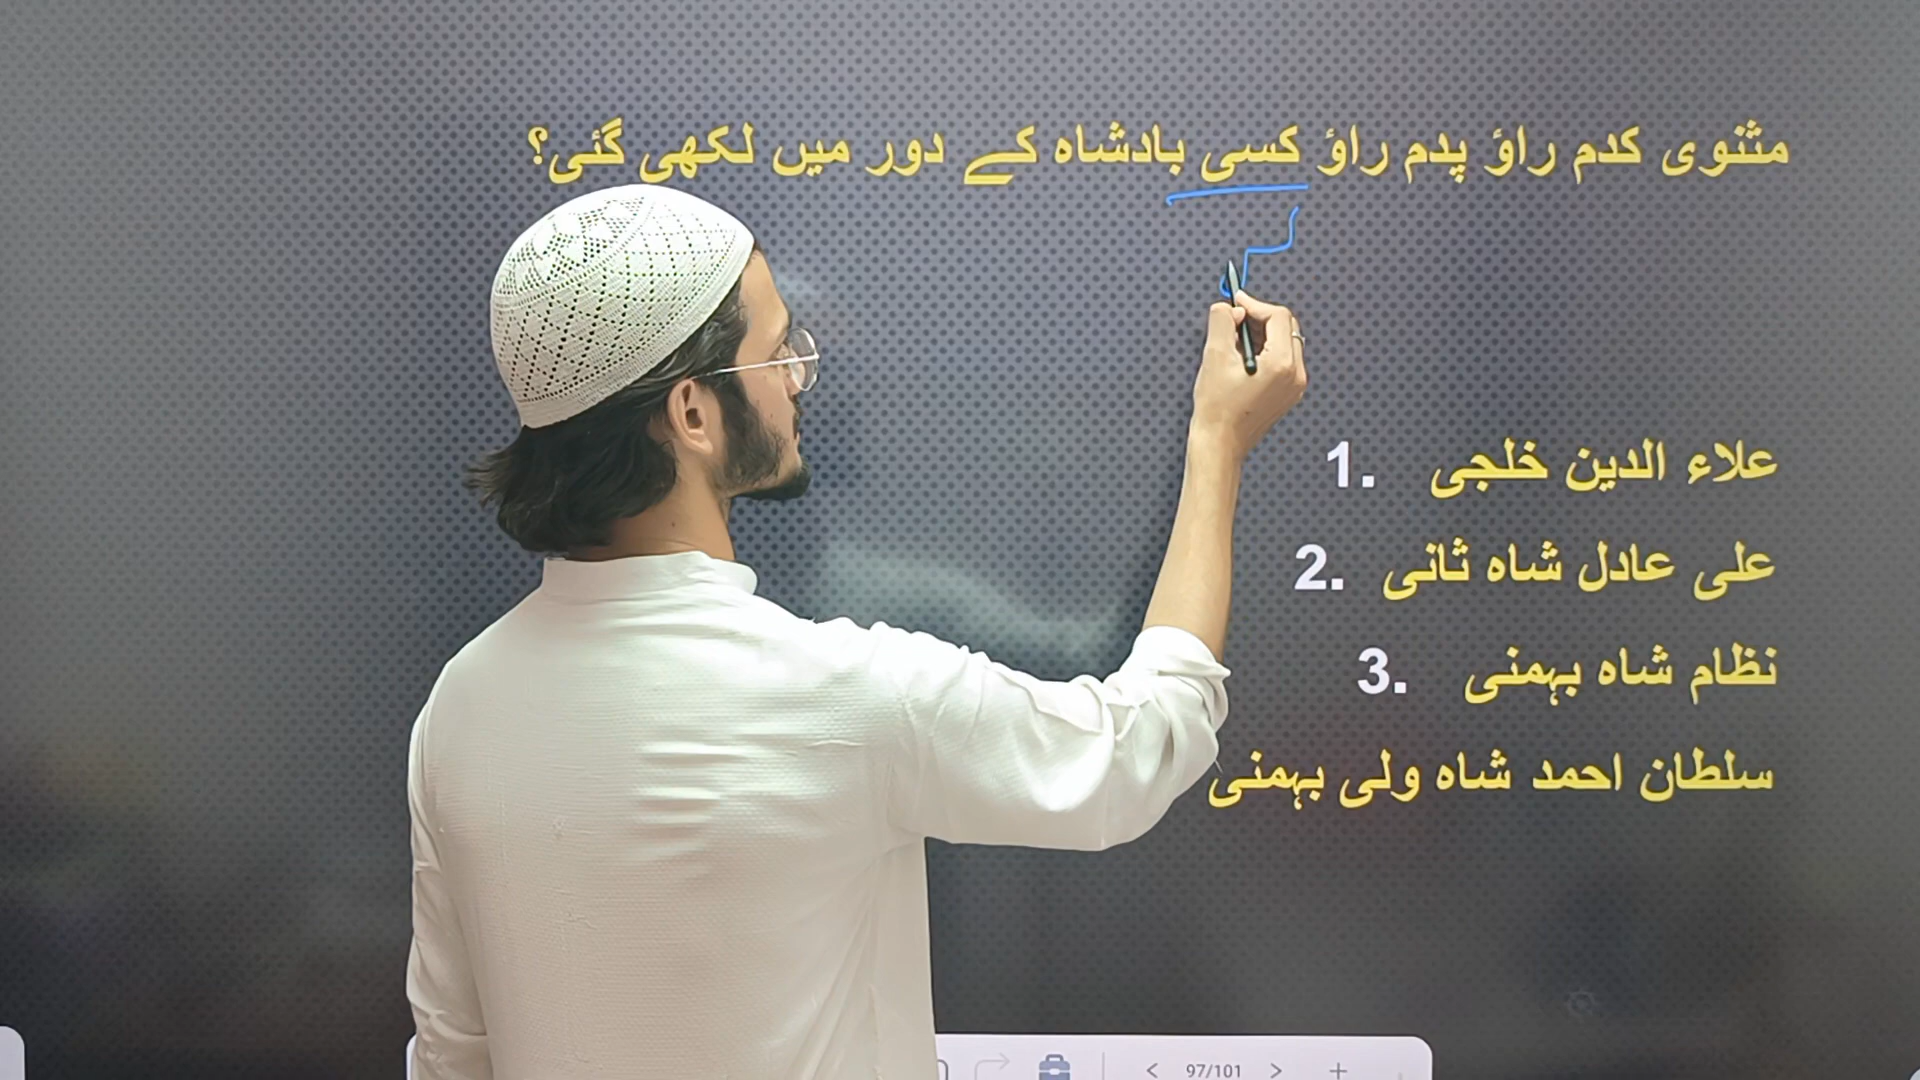 مثنوی کدم راؤ پدم راؤ کسی بادشاہ کے دور میں لکھی گئی؟
1. علاء الدین خلجی
2. علی عادل شاہ ثانی
3. نظام شاہ بہمنی
سلطان احمد شاہ ولی بہمنی
97/101